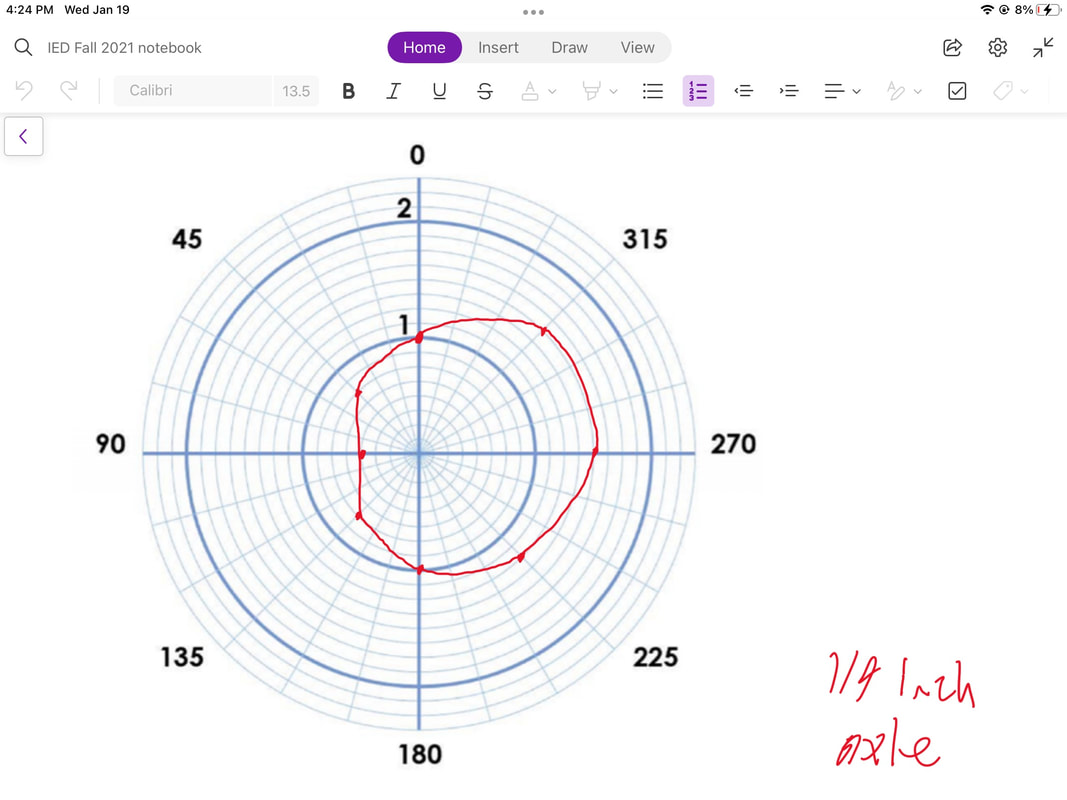 4:24 PM Wed Jan 19
8%
IED Fall 2021 notebook
Home Insert Draw View
Calibri 13.5 B I U S A
0
2
45 315
1
90 270
135 225
1/4 Inch
axle
180